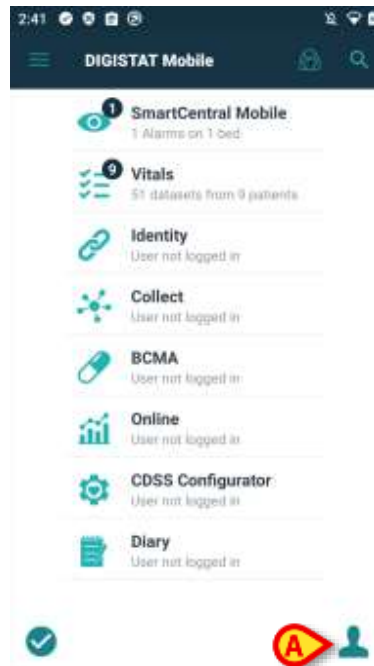 2:41
DIGISTAT Mobile
1
SmartCentral Mobile
1 Alarms on 1 bed
9
Vitals
51 datasets from 9 patients
Identity
User not logged in
Collect
User not logged in
BCMA
User not logged in
Online
User not logged in
CDSS Configurator
User not logged in
Diary
User not logged in
A